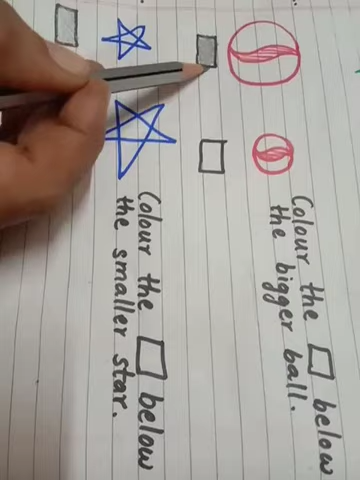 Colour the □ below
the bigger ball.
Colour the □ below
the smaller star.